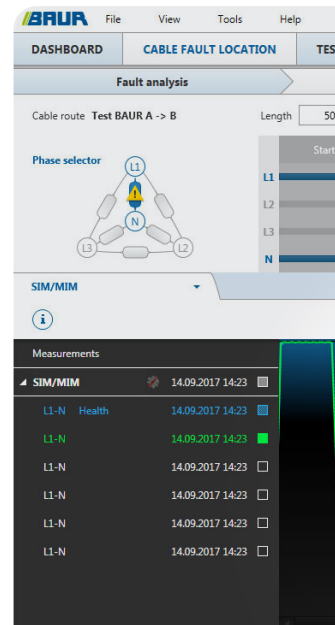 BAUR File View Tools Help
DASHBOARD CABLE FAULT LOCATION
Fault analysis
Cable route Test BAUR A -> B Length 50
Phase selector
Start
L1
L1
L2
N
L3
L3 L2
N
SIM/MIM
i
Measurements
SIM/MIM 14.09.2017 14:23
L1-N Health 14.09.2017 14:23
L1-N 14.09.2017 14:23
L1-N 14.09.2017 14:23
L1-N 14.09.2017 14:23
L1-N 14.09.2017 14:23
L1-N 14.09.2017 14:23